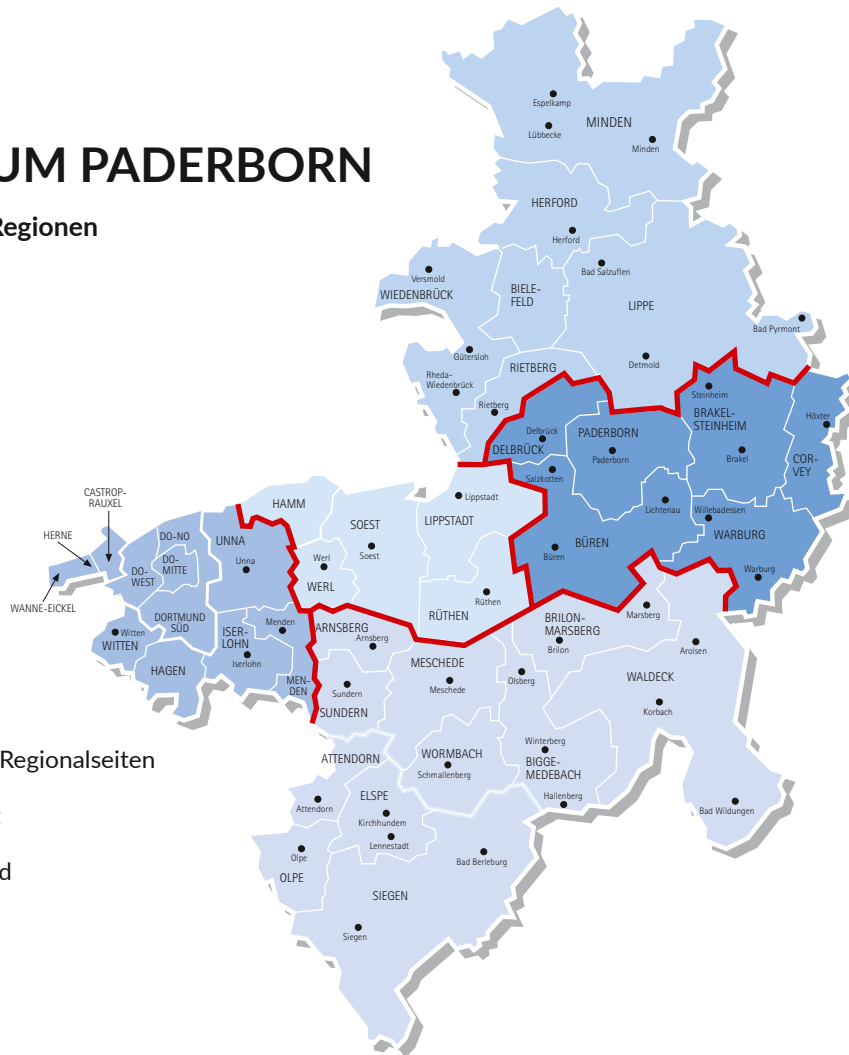 UM PADERBORN
Regionen
Espelkamp
MINDEN
Lübbecke
Minden
HERFORD
Herford
Bad Salzuflen
Versmold
WIEDENBRÜCK
BIELE-
FELD
LIPPE
Bad Pyrmont
Gütersloh
Detmold
RIETBERG
Rheda-
Wiedenbrück
Rietberg
Steinheim
BRAKEL-
STEINHEIM
Höxter
Delbrück
DELBRÜCK
PADERBORN
Paderborn
Brakel
COR-
VEY
Salzkotten
CASTROP-
RAUXEL
HAMM
SOEST
Soest
LIPPSTADT
Lippstadt
Lichtenau
Willebadessen
WARBURG
Warburg
HERNE
DO-NO
UNNA
Unna
Werl
WERL
BÜREN
Büren
DO-
WEST
DO-
MITTE
WANNE-EICKEL
RÜTHEN
Rüthen
DORTMUND
SÜD
ISER-
LOHN
Iserlohn
Menden
MEN-
DEN
Witten
WITTEN
HAGEN
ARNSBERG
Arnsberg
BRILON-
MARSBERG
Brilon
Marsberg
Arolsen
MESCHEDE
Meschede
Olsberg
WALDECK
Korbach
Sundern
SUNDERN
Regionalseiten
ATTENDORN
Attendorn
WORMBACH
Schmallenberg
Winterberg
BIGGE-
MEDEBACH
Hallenberg
Bad Wildungen
ELSPE
Kirchhundem
Lennestadt
d
Olpe
OLPE
Bad Berleburg
SIEGEN
Siegen